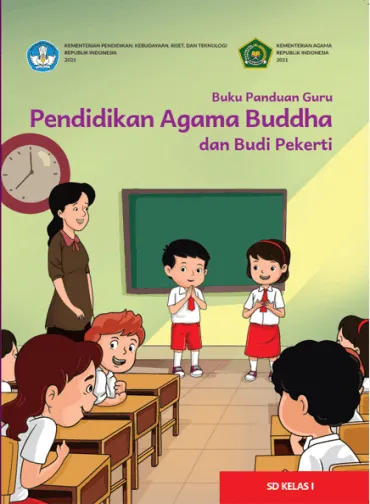 KEMENTERIAN PENDIDIKAN, KEBUDAYAAN, RISET, DAN TEKNOLOGI
REPUBLIK INDONESIA
2021
KEMENTERIAN AGAMA
REPUBLIK INDONESIA
2021
Buku Panduan Guru
Pendidikan Agama Buddha
dan Budi Pekerti
SD KELAS I